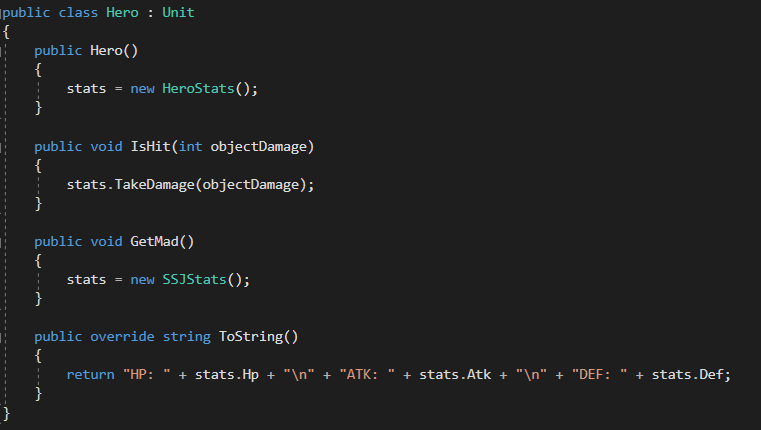 public class Hero : Unit
{
public Hero()
{
stats = new HeroStats();
}
public void IsHit(int objectDamage)
{
stats.TakeDamage(objectDamage);
}
public void GetMad()
{
stats = new SSJStats();
}
public override string ToString()
{
return "HP: " + stats.Hp + "\n" + "ATK: " + stats.Atk + "\n" + "DEF: " + stats.Def;
}
}